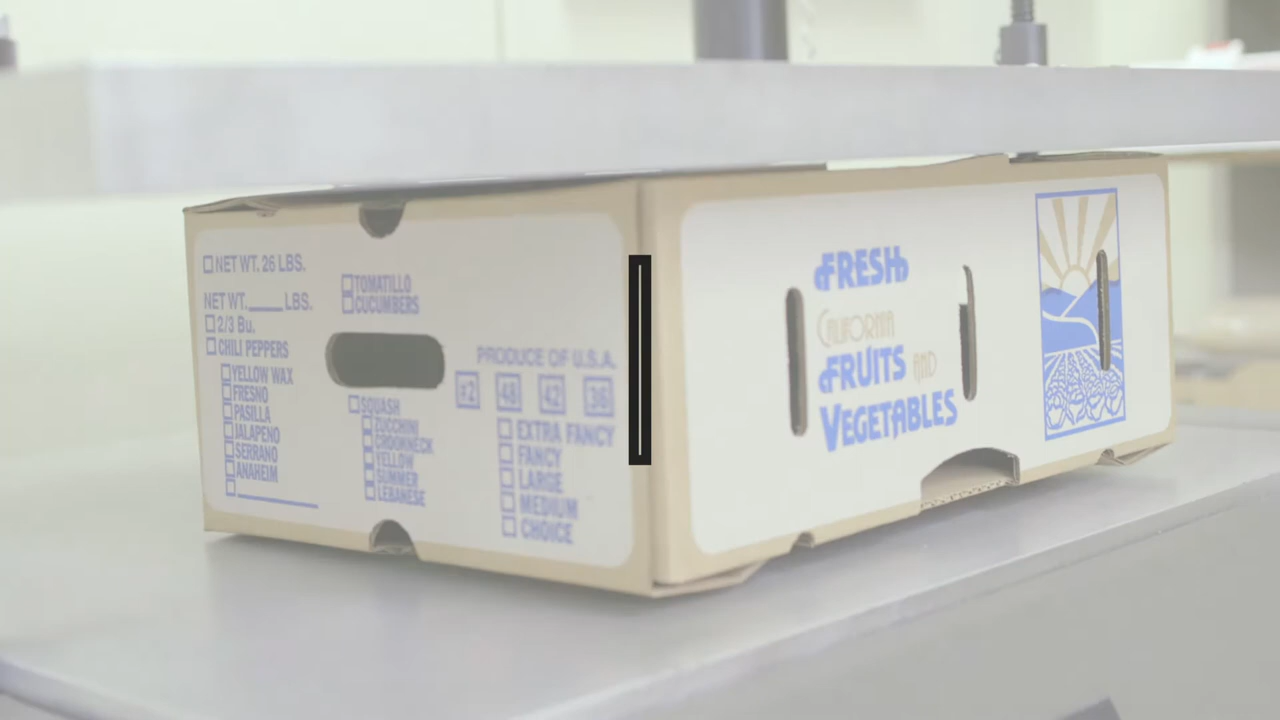 NET WT. 26 LBS.
NET WT.____LBS.
2/3 Bu.
CHILI PEPPERS
YELLOW WAX
FRESNO
PASILLA
JALAPENO
SERRANO
ANAHEIM
TOMATILLO
CUCUMBERS
SQUASH
ZUCCHINI
CROOKNECK
YELLOW
SUMMER
LEBANESE
PRODUCE OF U.S.A.
#2 48 42 36
EXTRA FANCY
FANCY
LARGE
MEDIUM
CHOICE
FRESH
CALIFORNIA
FRUITS AND
VEGETABLES